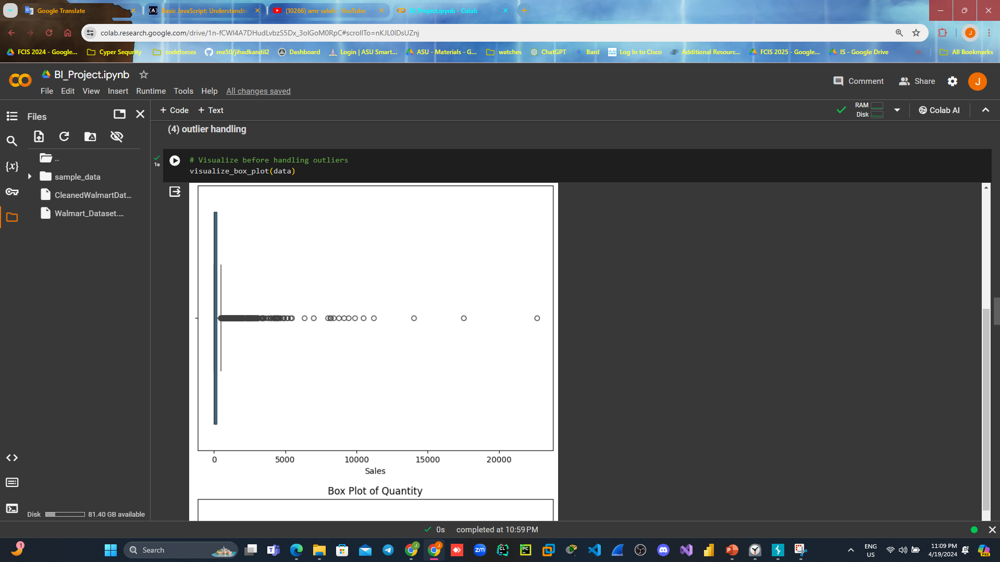 Google Translate
Basic JavaScript: Understandin
(10266) amr salah - YouTube
BI_Project.ipynb - Colab
colab.research.google.com/drive/1n-fCWI4A7DHudLvbzS5Dx_3olGoM0RpC#scrollTo=nKJL0IDsUZnj
FCIS 2024 - Google...
Cyper Sequrity
codeforces
me50/jihadkandil2
Dashboard
Login | ASU Smart...
ASU - Materials - G...
watches
ChatGPT
Bard
Log In to Cisco
Additional Resourc...
FCIS 2025 - Google...
IS - Google Drive
All Bookmarks
BI_Project.ipynb
Comment
Share
J
File Edit View Insert Runtime Tools Help All changes saved
Files
+ Code + Text
RAM
Disk
Colab AI
(4) outlier handling
..
sample_data
CleanedWalmartDat...
Walmart_Dataset....
1s
# Visualize before handling outliers
visualize_box_plot(data)
0 5000 10000 15000 20000
Sales
Box Plot of Quantity
Disk 81.40 GB available
0s completed at 10:59 PM
1
Search
ENG
US
11:09 PM
4/19/2024